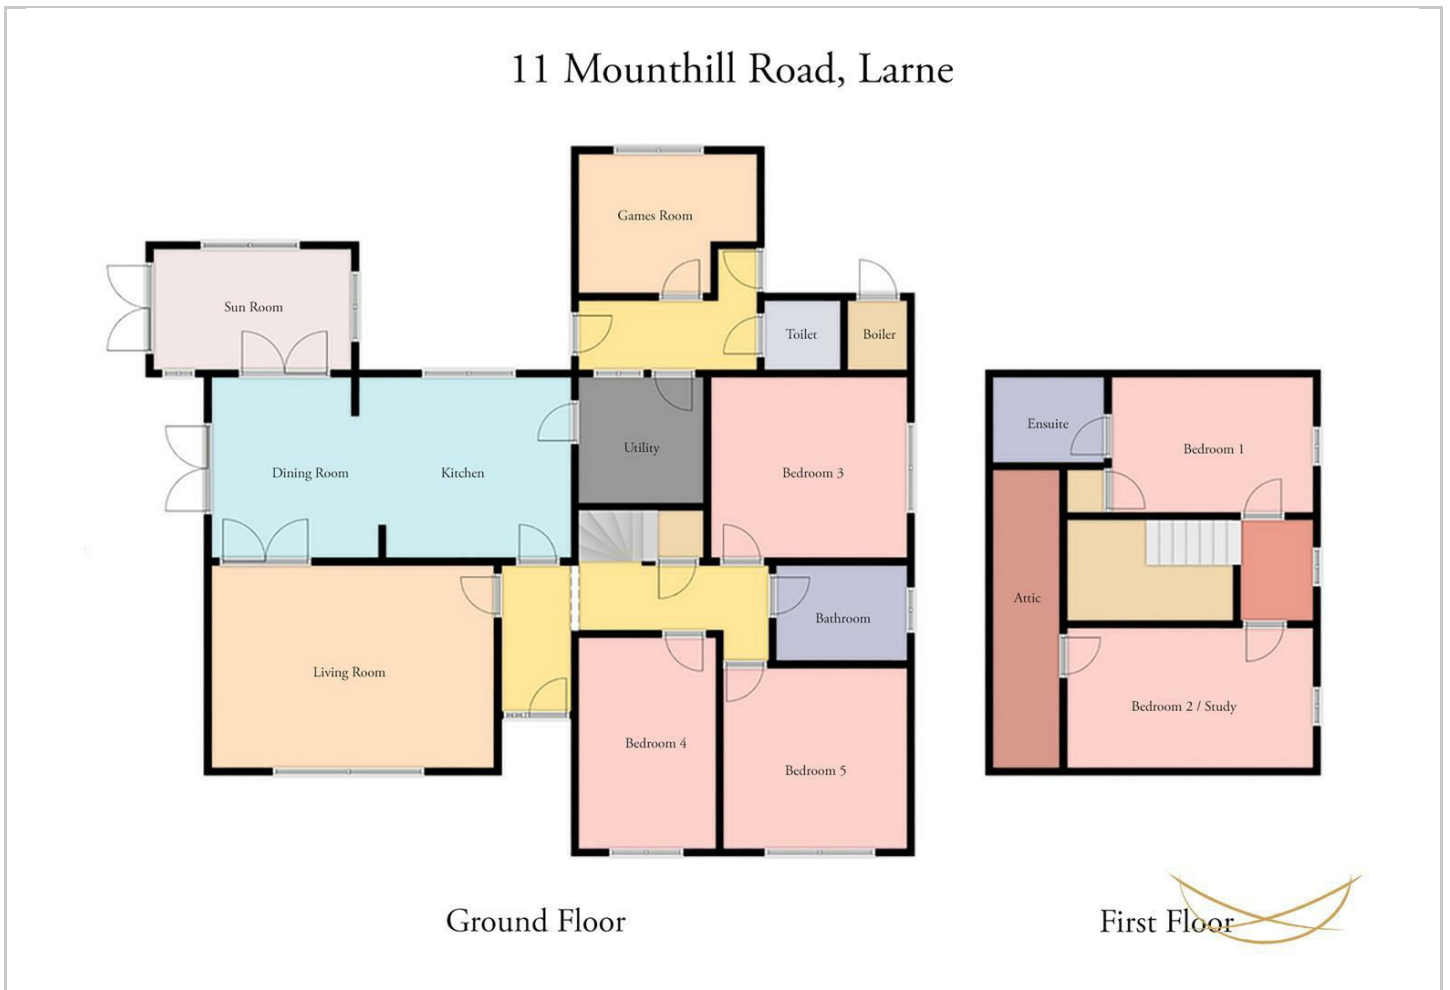 11 Mounthill Road, Larne
Games Room
Sun Room
Toilet
Boiler
Dining Room
Kitchen
Utility
Bedroom 3
Living Room
Bathroom
Bedroom 4
Bedroom 5
Ensuite
Bedroom 1
Attic
Bedroom 2 / Study
Ground Floor
First Floor